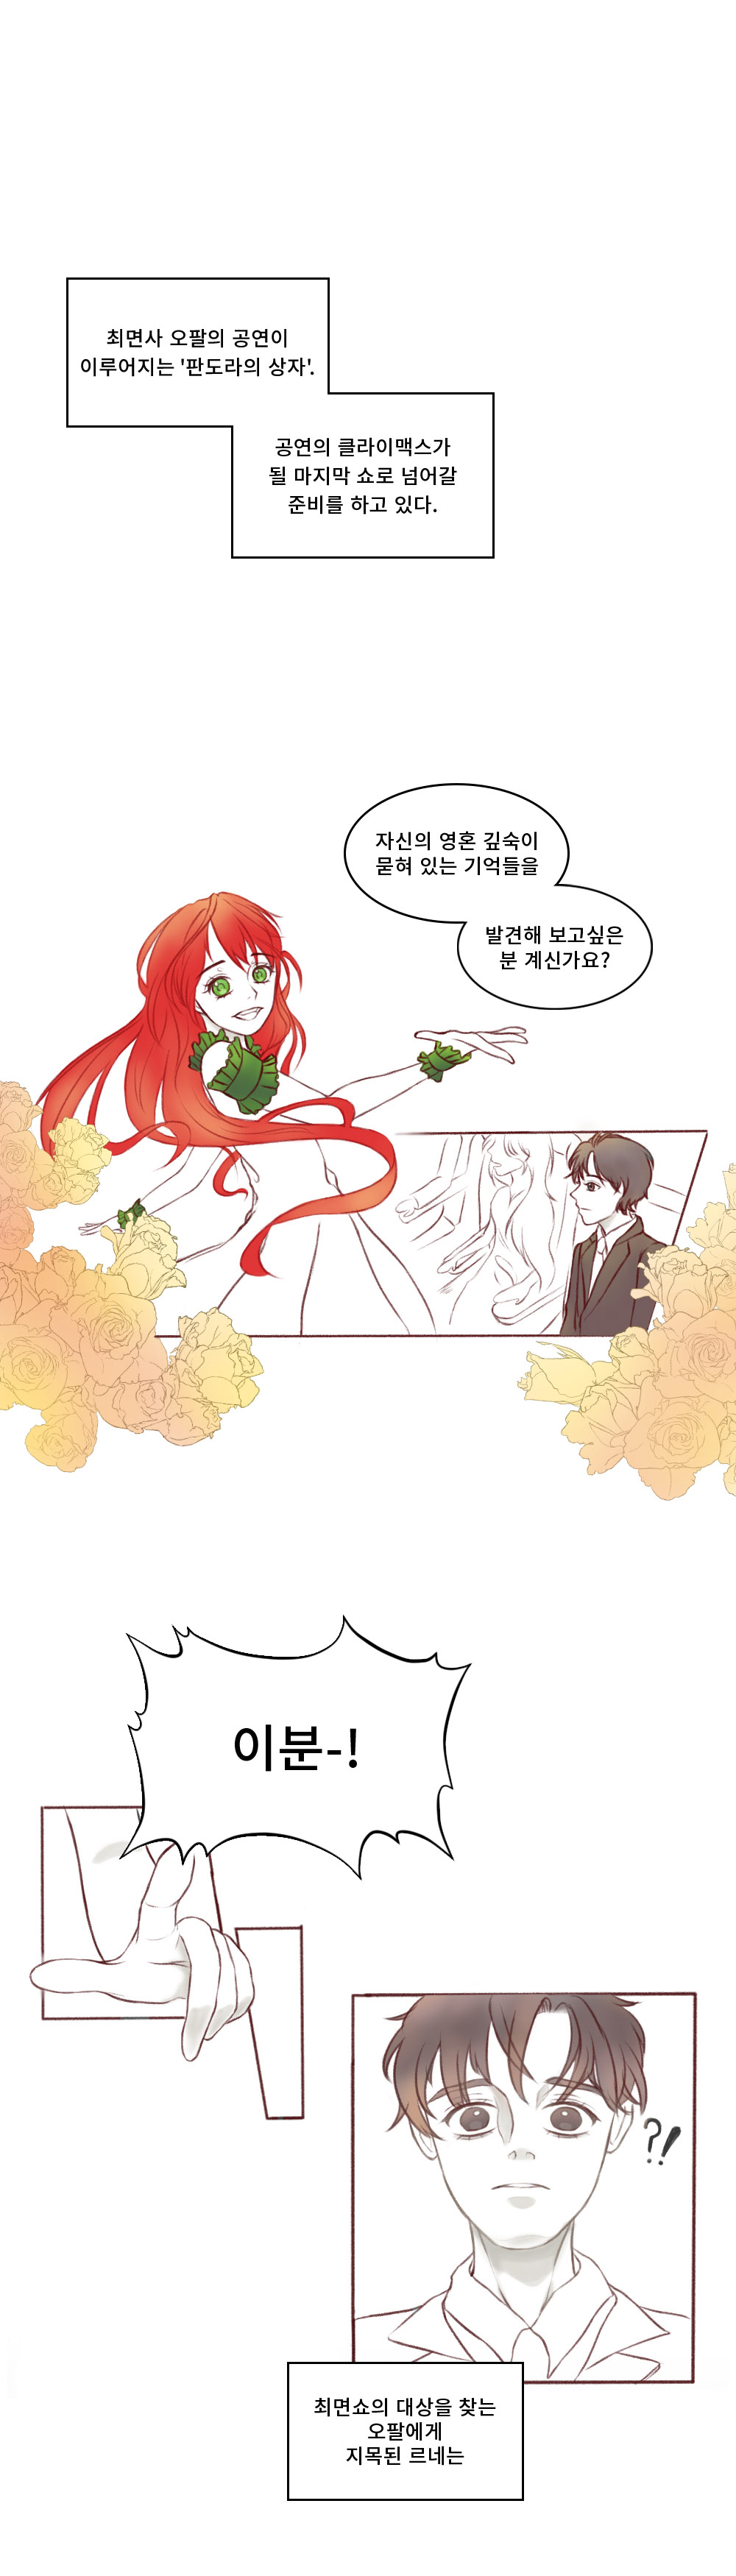 최면사 오팔의 공연이
이루어지는 '판도라의 상자'.
공연의 클라이맥스가
될 마지막 쇼로 넘어갈
준비를 하고 있다.
자신의 영혼 깊숙이
묻혀 있는 기억들을
발견해 보고싶은
분 계신가요?
이분-!
?!
최면쇼의 대상을 찾는
오팔에게
지목된 르네는